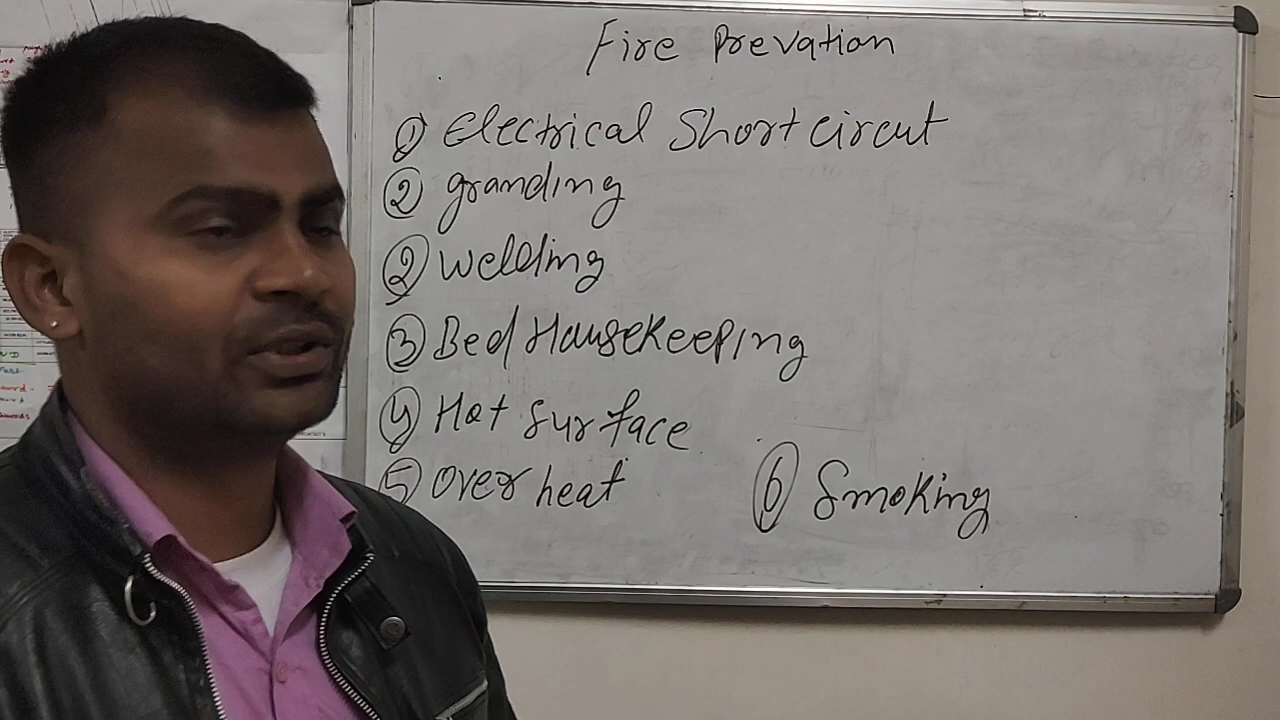 Fire Prevation
① Electrical Short circut
② granding
② welding
③ Bed Housekeeping
④ Hot surface
⑤ over heat
⑥ Smoking